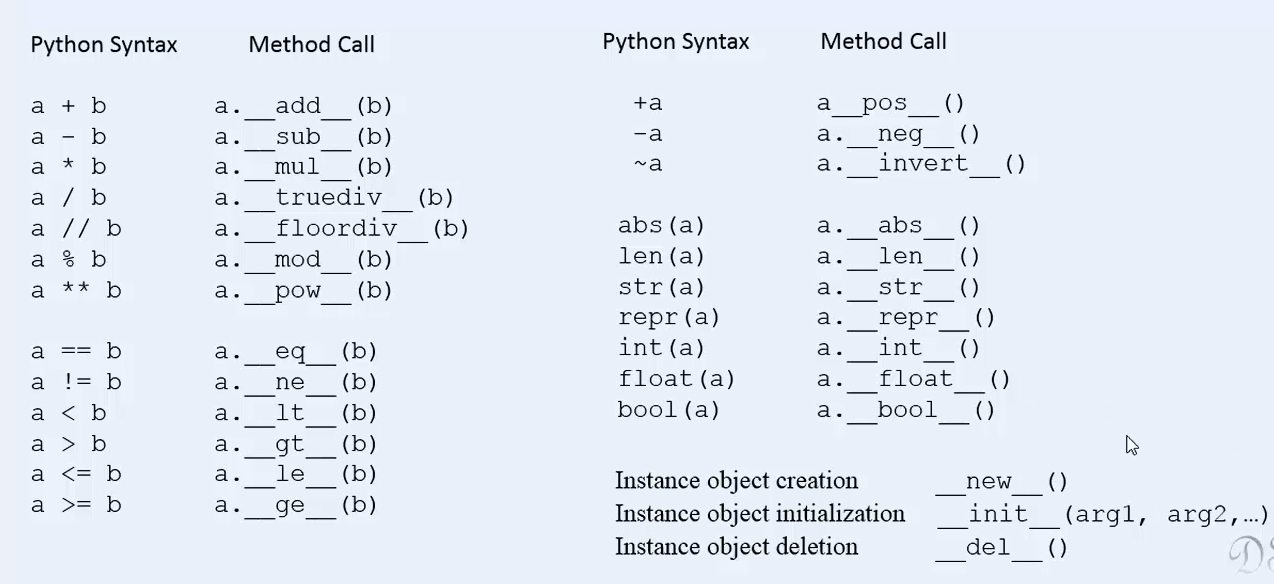 Python Syntax Method Call
a + b a.__add__(b)
a - b a.__sub__(b)
a * b a.__mul__(b)
a / b a.__truediv__(b)
a // b a.__floordiv__(b)
a % b a.__mod__(b)
a ** b a.__pow__(b)
a == b a.__eq__(b)
a != b a.__ne__(b)
a < b a.__lt__(b)
a > b a.__gt__(b)
a <= b a.__le__(b)
a >= b a.__ge__(b)
Python Syntax Method Call
+a a__pos__()
-a a.__neg__()
~a a.__invert__()
abs(a) a.__abs__()
len(a) a.__len__()
str(a) a.__str__()
repr(a) a.__repr__()
int(a) a.__int__()
float(a) a.__float__()
bool(a) a.__bool__()
Instance object creation __new__()
Instance object initialization __init__(arg1, arg2,…)
Instance object deletion __del__()